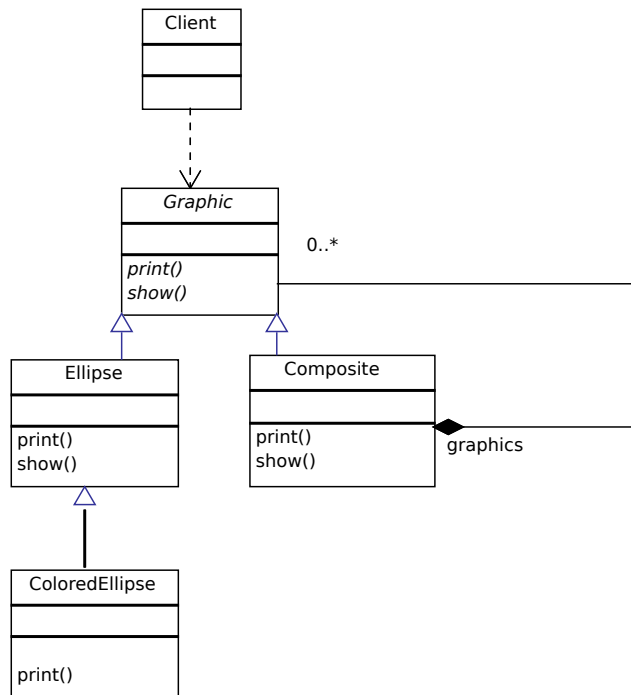 Client
Graphic
0..*
print()
show()
Ellipse
Composite
print()
show()
print()
show()
graphics
ColoredEllipse
print()